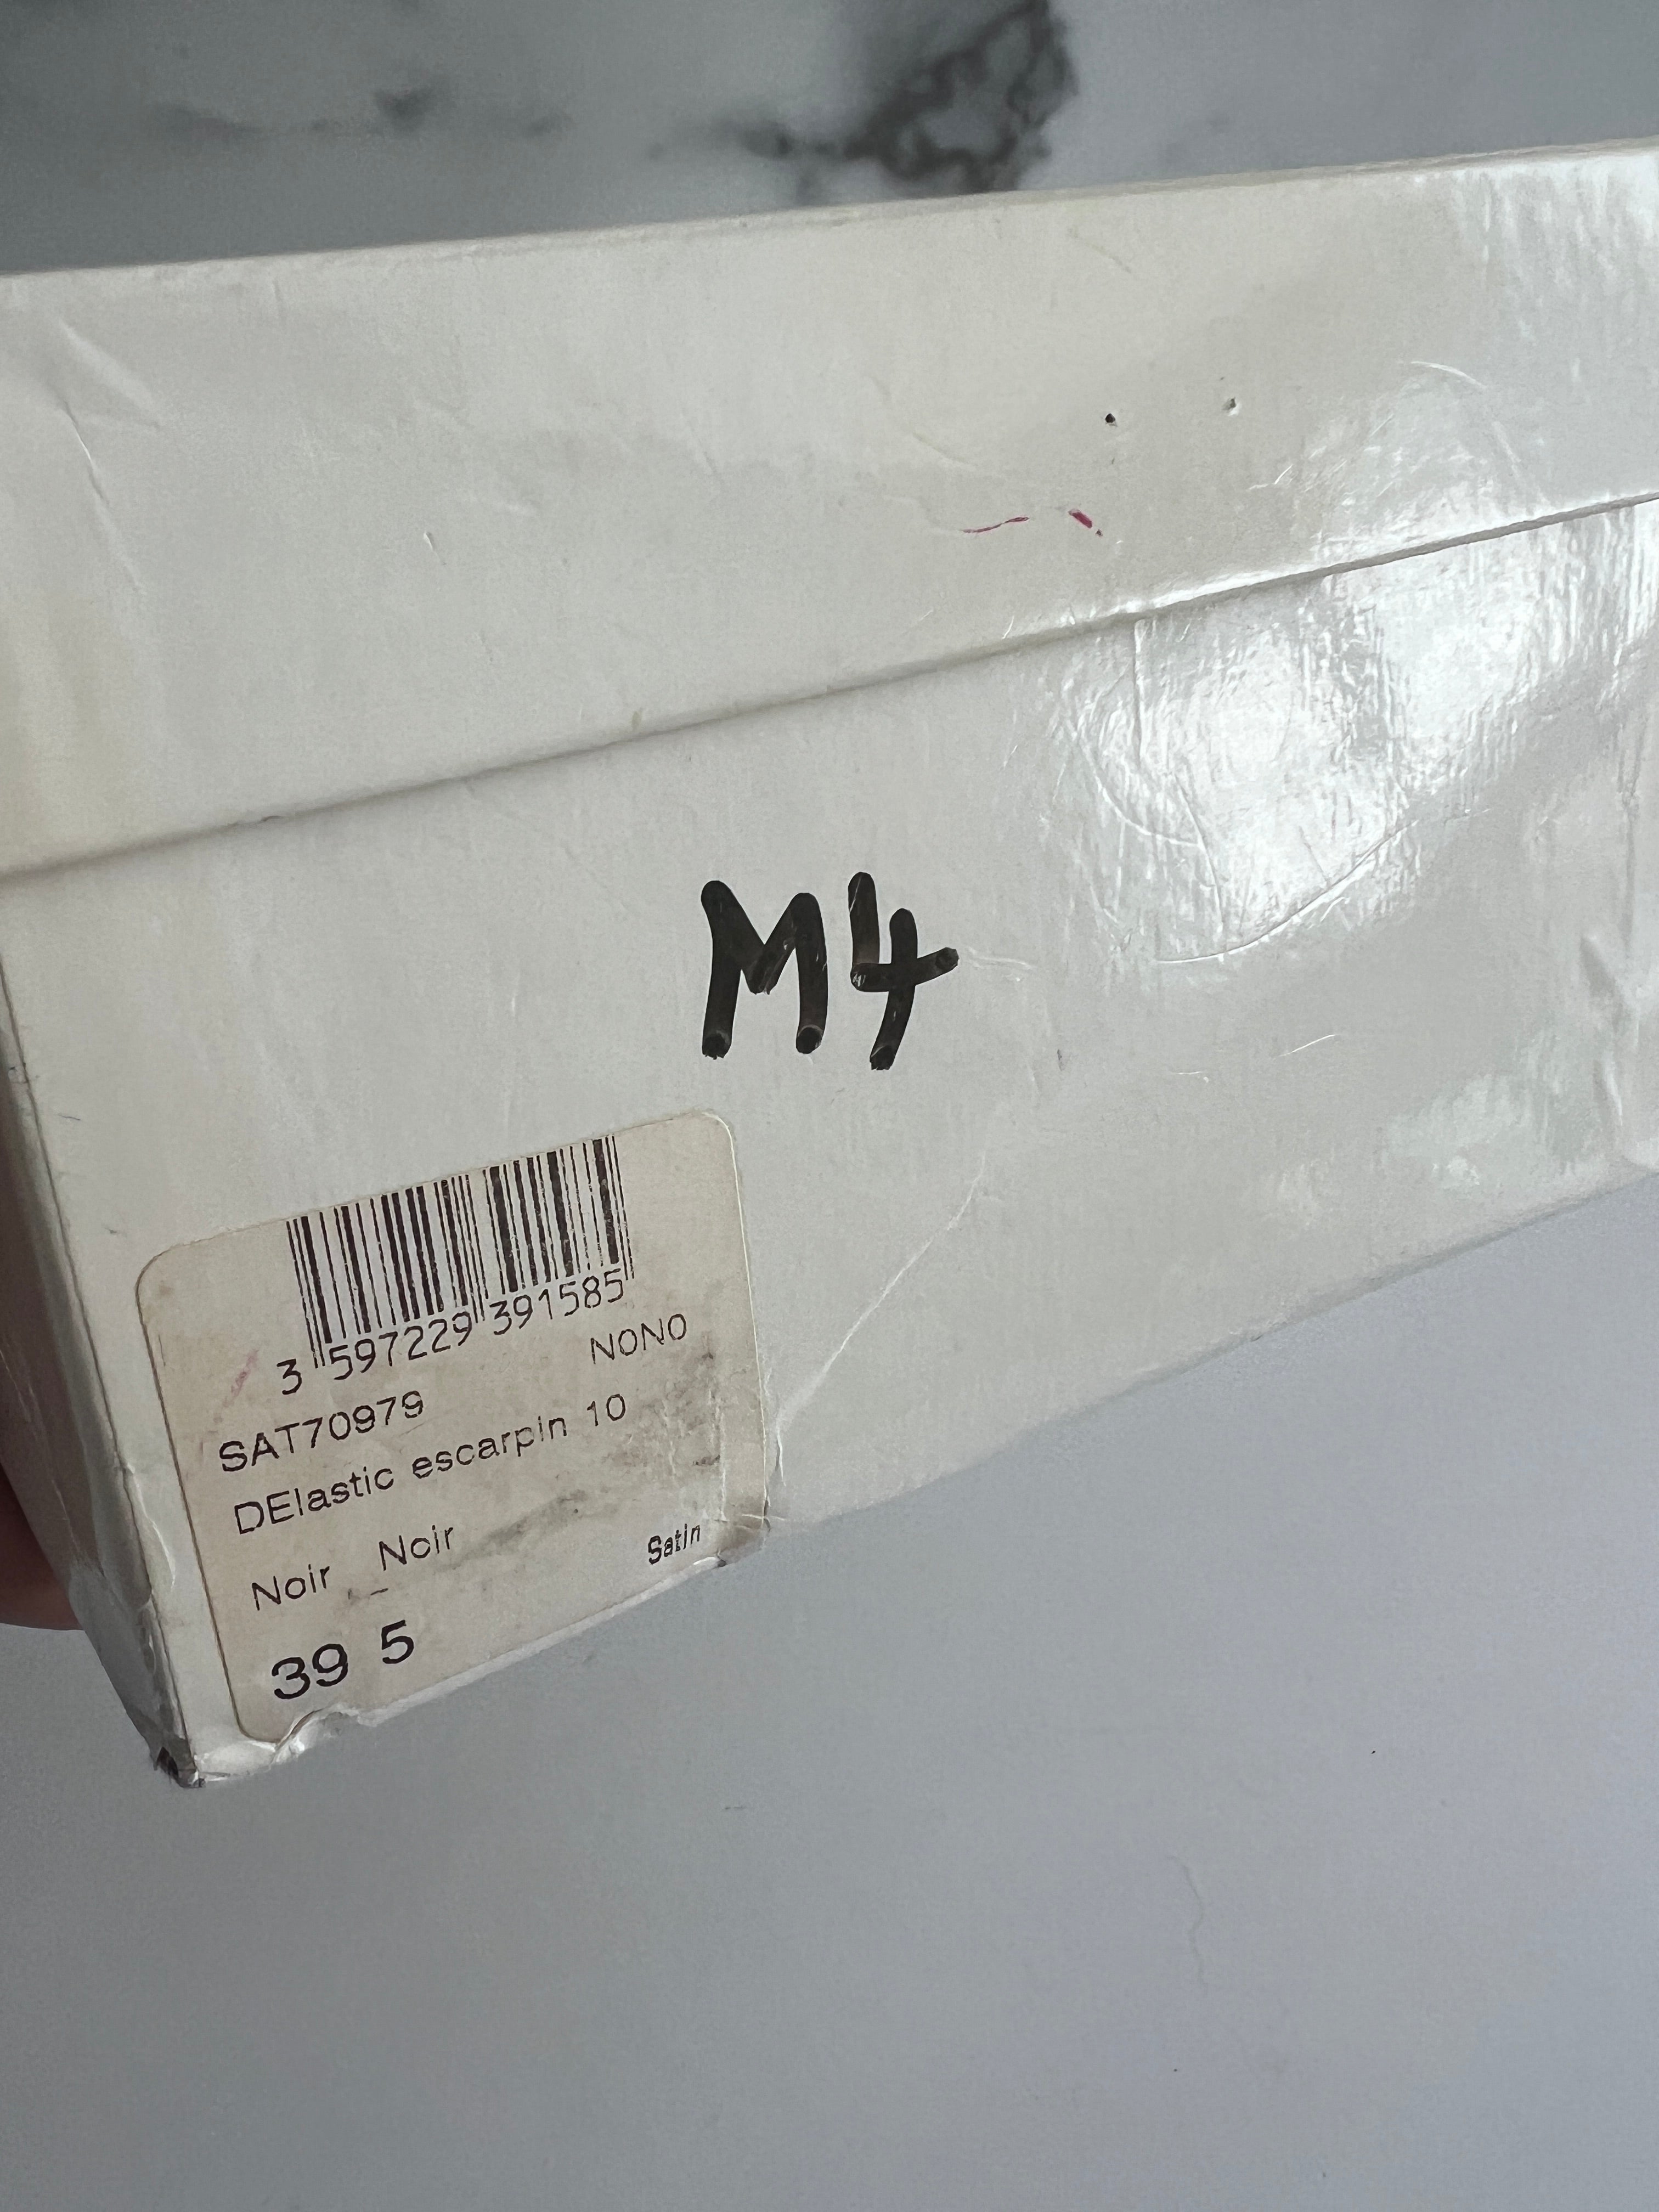 M4
3 597229 391585
NONO
SAT70979
DElastic escarpin 10
Noir Noir Satin
39 5